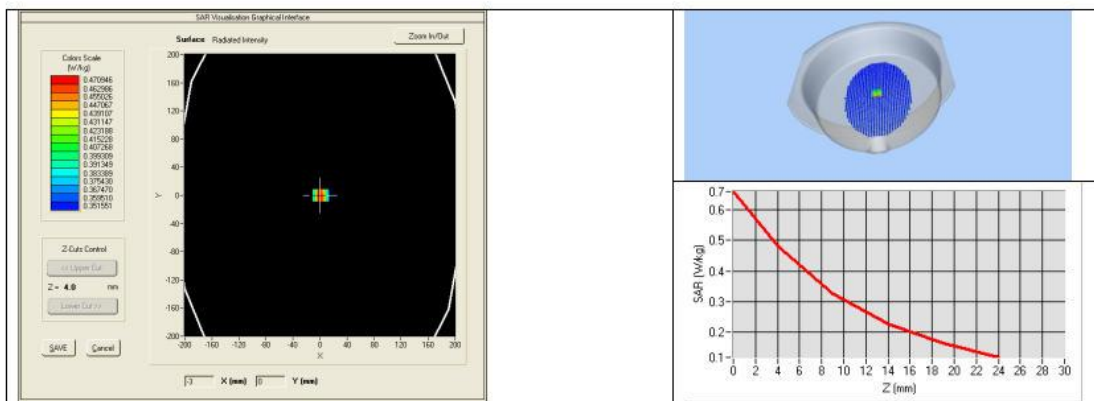 SAR Visualisation Graphical Interface
Surface Radiated Intensity
Zoom In/Out
Colors Scale
(W/kg)
0.470946
0.462986
0.455026
0.447067
0.439107
0.431147
0.423188
0.415228
0.407268
0.399309
0.391349
0.383389
0.375430
0.367470
0.359510
0.351551
200
160
120
80
40
0
-40
-80
-120
-160
-200
Y
-200 -160 -120 -80 -40 0 40 80 120 160 200
X
Z-Cuts Control
<< Upper Cut
Z = 4.0 mm
Lower Cut >>
SAVE Cancel
-3 X (mm) 0 Y (mm)
0.7
0.6
0.5
0.4
0.3
0.2
0.1
SAR (W/kg)
0 2 4 6 8 10 12 14 16 18 20 22 24 26 28 30
Z (mm)